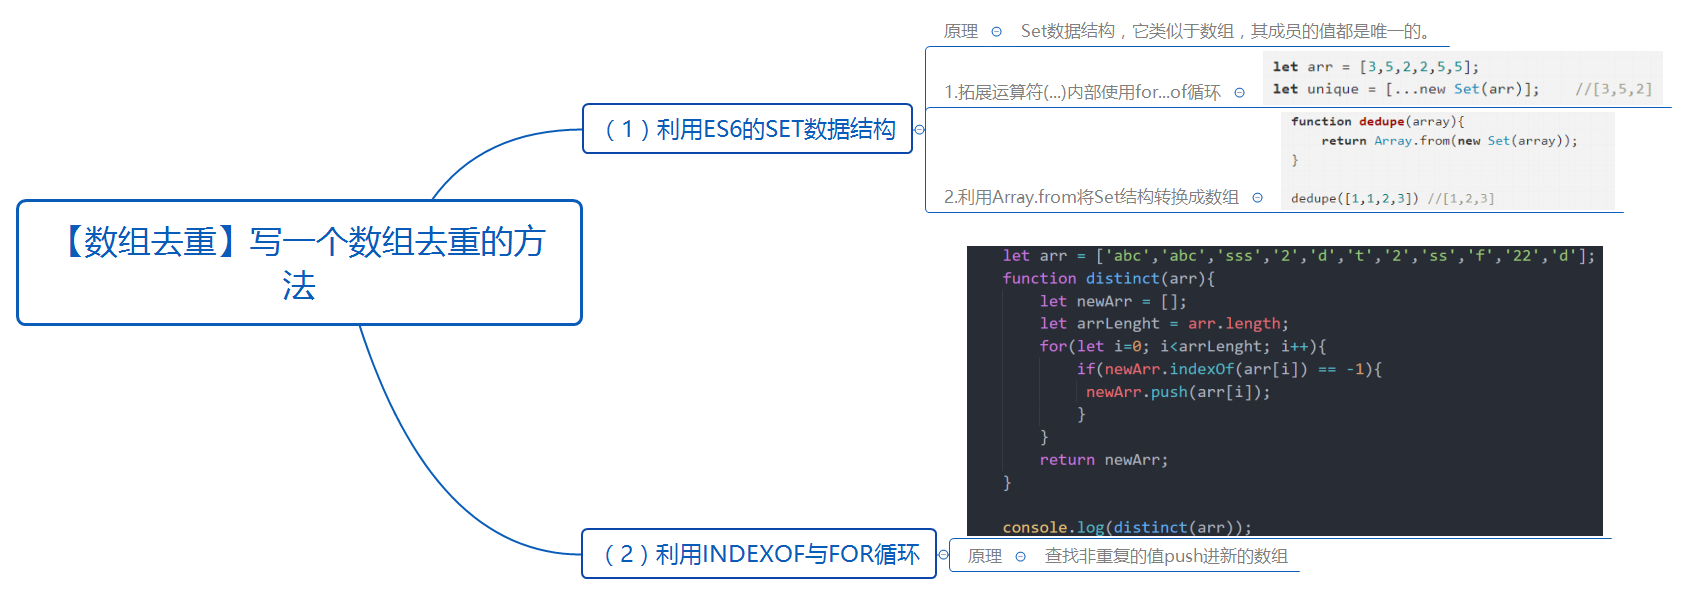 【数组去重】写一个数组去重的方
法
（1）利用ES6的SET数据结构
原理
Set数据结构，它类似于数组，其成员的值都是唯一的。
1.拓展运算符(...)内部使用for...of循环
let arr = [3,5,2,2,5,5];
let unique = [...new Set(arr)];    //[3,5,2]
2.利用Array.from将Set结构转换成数组
function dedupe(array){
    return Array.from(new Set(array));
}
dedupe([1,1,2,3]) //[1,2,3]
（2）利用INDEXOF与FOR循环
let arr = ['abc','abc','sss','2','d','t','2','ss','f','22','d'];
function distinct(arr){
    let newArr = [];
    let arrLenght = arr.length;
    for(let i=0; i<arrLenght; i++){
        if(newArr.indexOf(arr[i]) == -1){
         newArr.push(arr[i]);
        }
    }
    return newArr;
}
console.log(distinct(arr));
原理
查找非重复的值push进新的数组